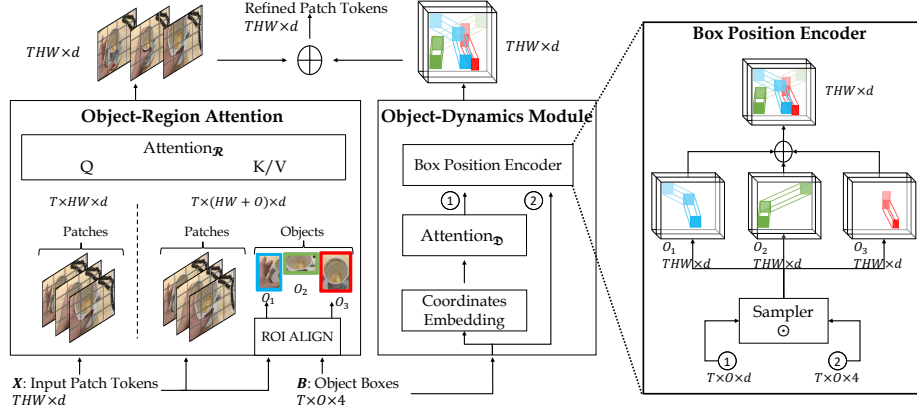 Refined Patch Tokens
THW×d
THW×d
THW×d
Object-Region Attention
Attention𝓡
Q K/V
T×HW×d
T×(HW + O)×d
Patches
Patches
Objects
O1
O2
O3
ROI ALIGN
X: Input Patch Tokens
THW×d
B: Object Boxes
T×O×4
Object-Dynamics Module
Box Position Encoder
1 2
Attention𝓓
Coordinates
Embedding
Box Position Encoder
THW×d
O1
THW×d
O2
THW×d
O3
THW×d
Sampler
⊙
1
T×O×d
2
T×O×4